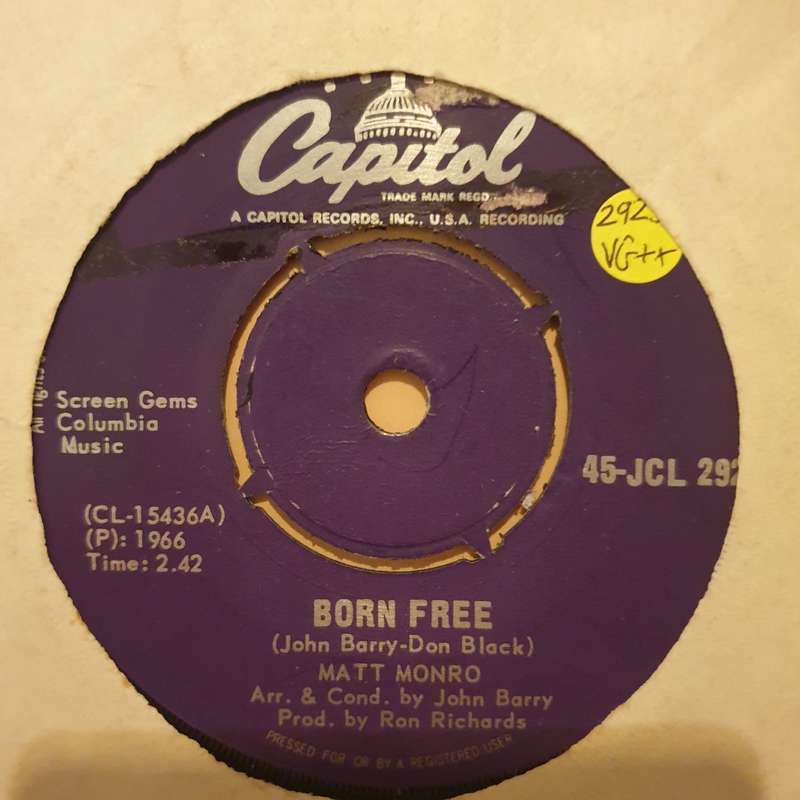 Capitol
TRADE MARK REGD
A CAPITOL RECORDS, INC., U.S.A. RECORDING
292
VG++
Screen Gems
Columbia
Music
45-JCL 292
(CL-15436A)
(P): 1966
Time: 2.42
BORN FREE
(John Barry-Don Black)
MATT MONRO
Arr. & Cond. by John Barry
Prod. by Ron Richards
PRESSED FOR OR BY A REGISTERED USER